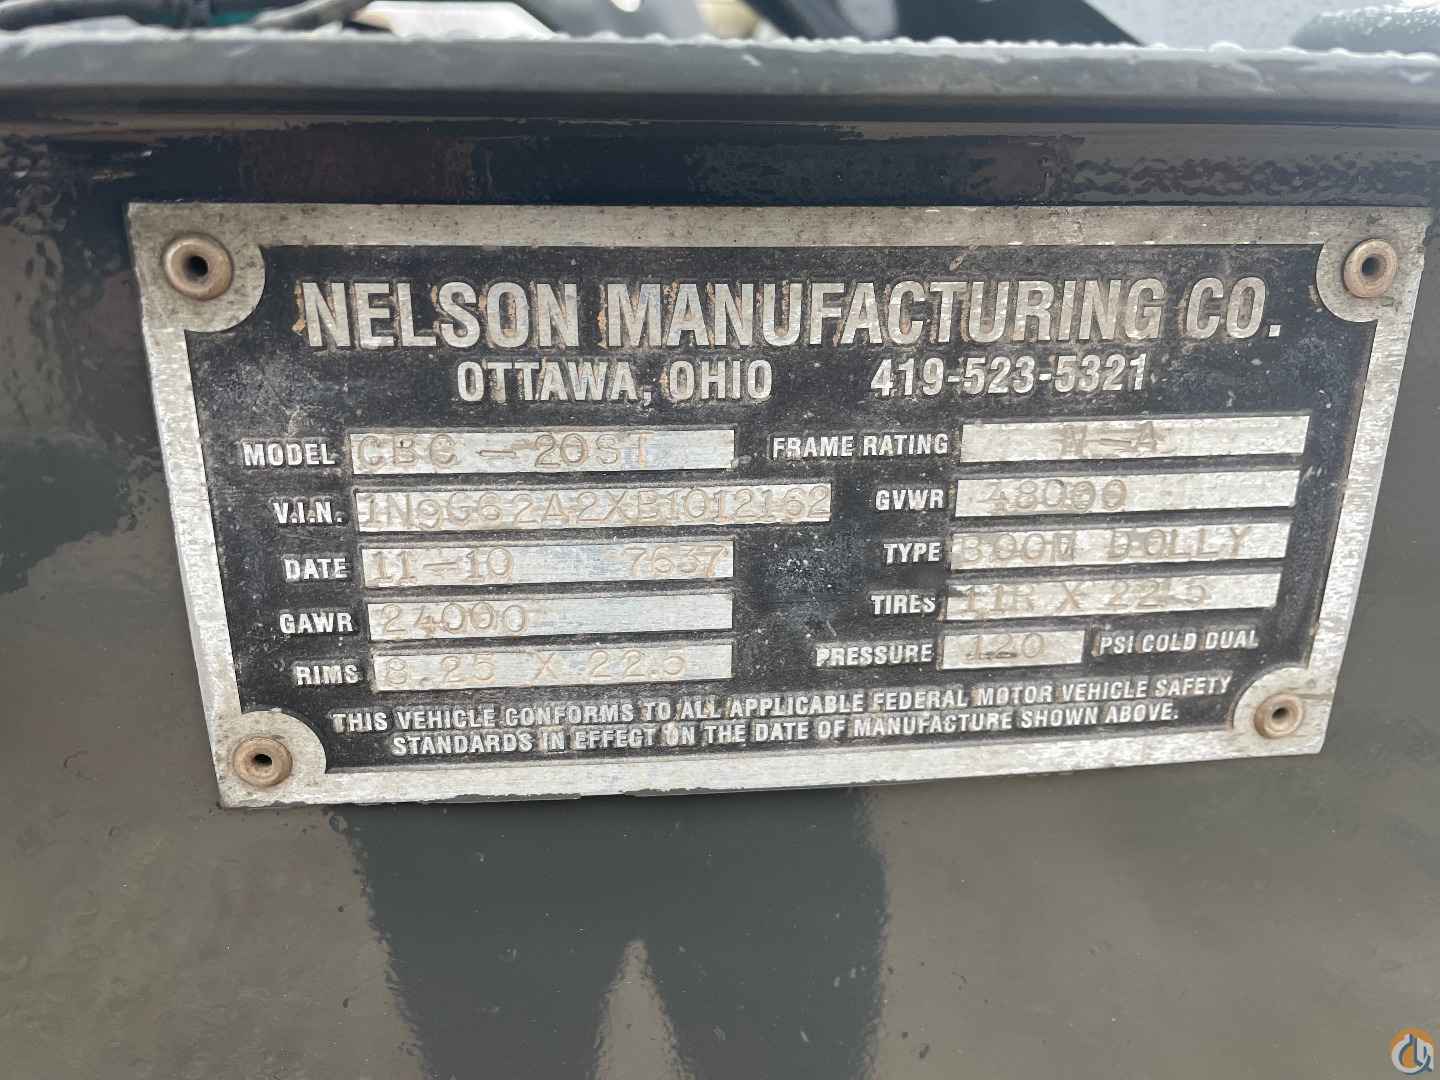 NELSON MANUFACTURING CO.
OTTAWA, OHIO 419-523-5321
MODEL CBC-20ST FRAME RATING N-A
V.I.N. 1N9G62A2XB1012162 GVWR 48000
DATE 11-10 7637 TYPE BOOM DOLLY
GAWR 24000 TIRES 11R X 22.5
RIMS 8.25 X 22.5 PRESSURE 120 PSI COLD DUAL
THIS VEHICLE CONFORMS TO ALL APPLICABLE FEDERAL MOTOR VEHICLE SAFETY
STANDARDS IN EFFECT ON THE DATE OF MANUFACTURE SHOWN ABOVE.